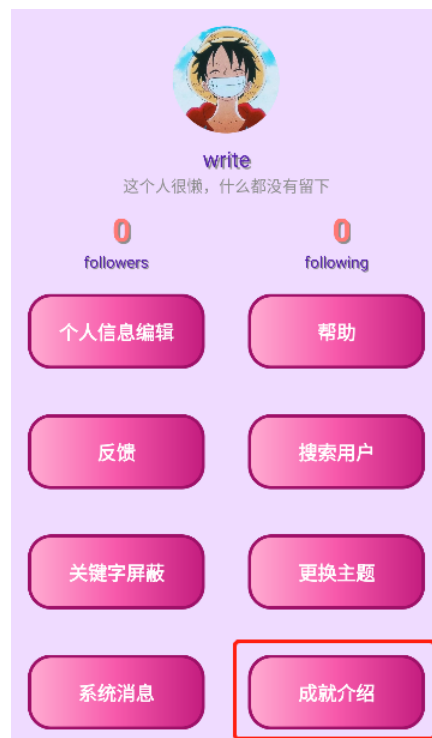 write
这个人很懒，什么都没有留下
0 0
followers following
个人信息编辑 帮助
反馈 搜索用户
关键字屏蔽 更换主题
系统消息 成就介绍